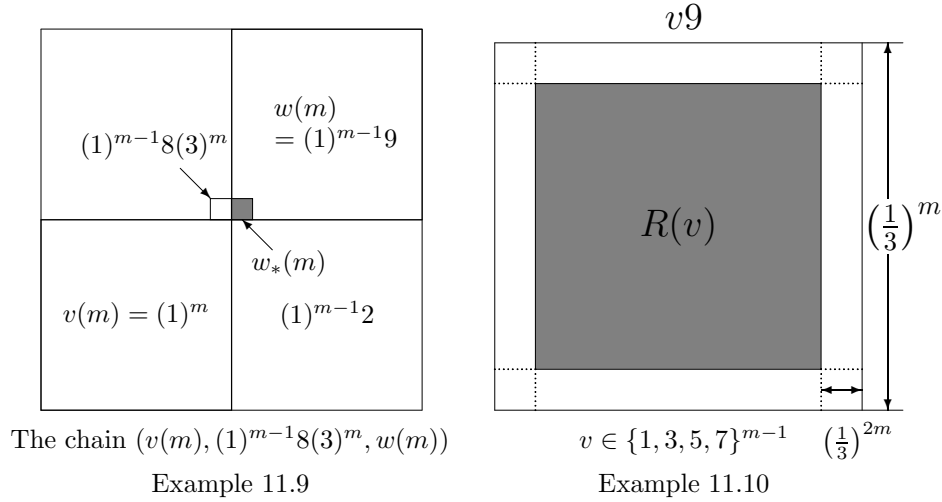 w(m)
= (1)^{m−1}9
(1)^{m−1}8(3)^m
w_*(m)
v(m) = (1)^m
(1)^{m−1}2
The chain (v(m), (1)^{m−1}8(3)^m, w(m))
Example 11.9
v9
R(v)
(1/3)^m
v ∈ {1, 3, 5, 7}^{m−1}
(1/3)^{2m}
Example 11.10